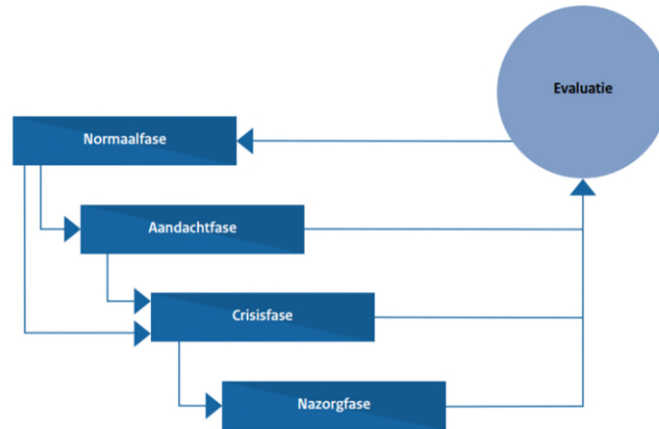 Evaluatie
Normaalfase
Aandachtfase
Crisisfase
Nazorgfase